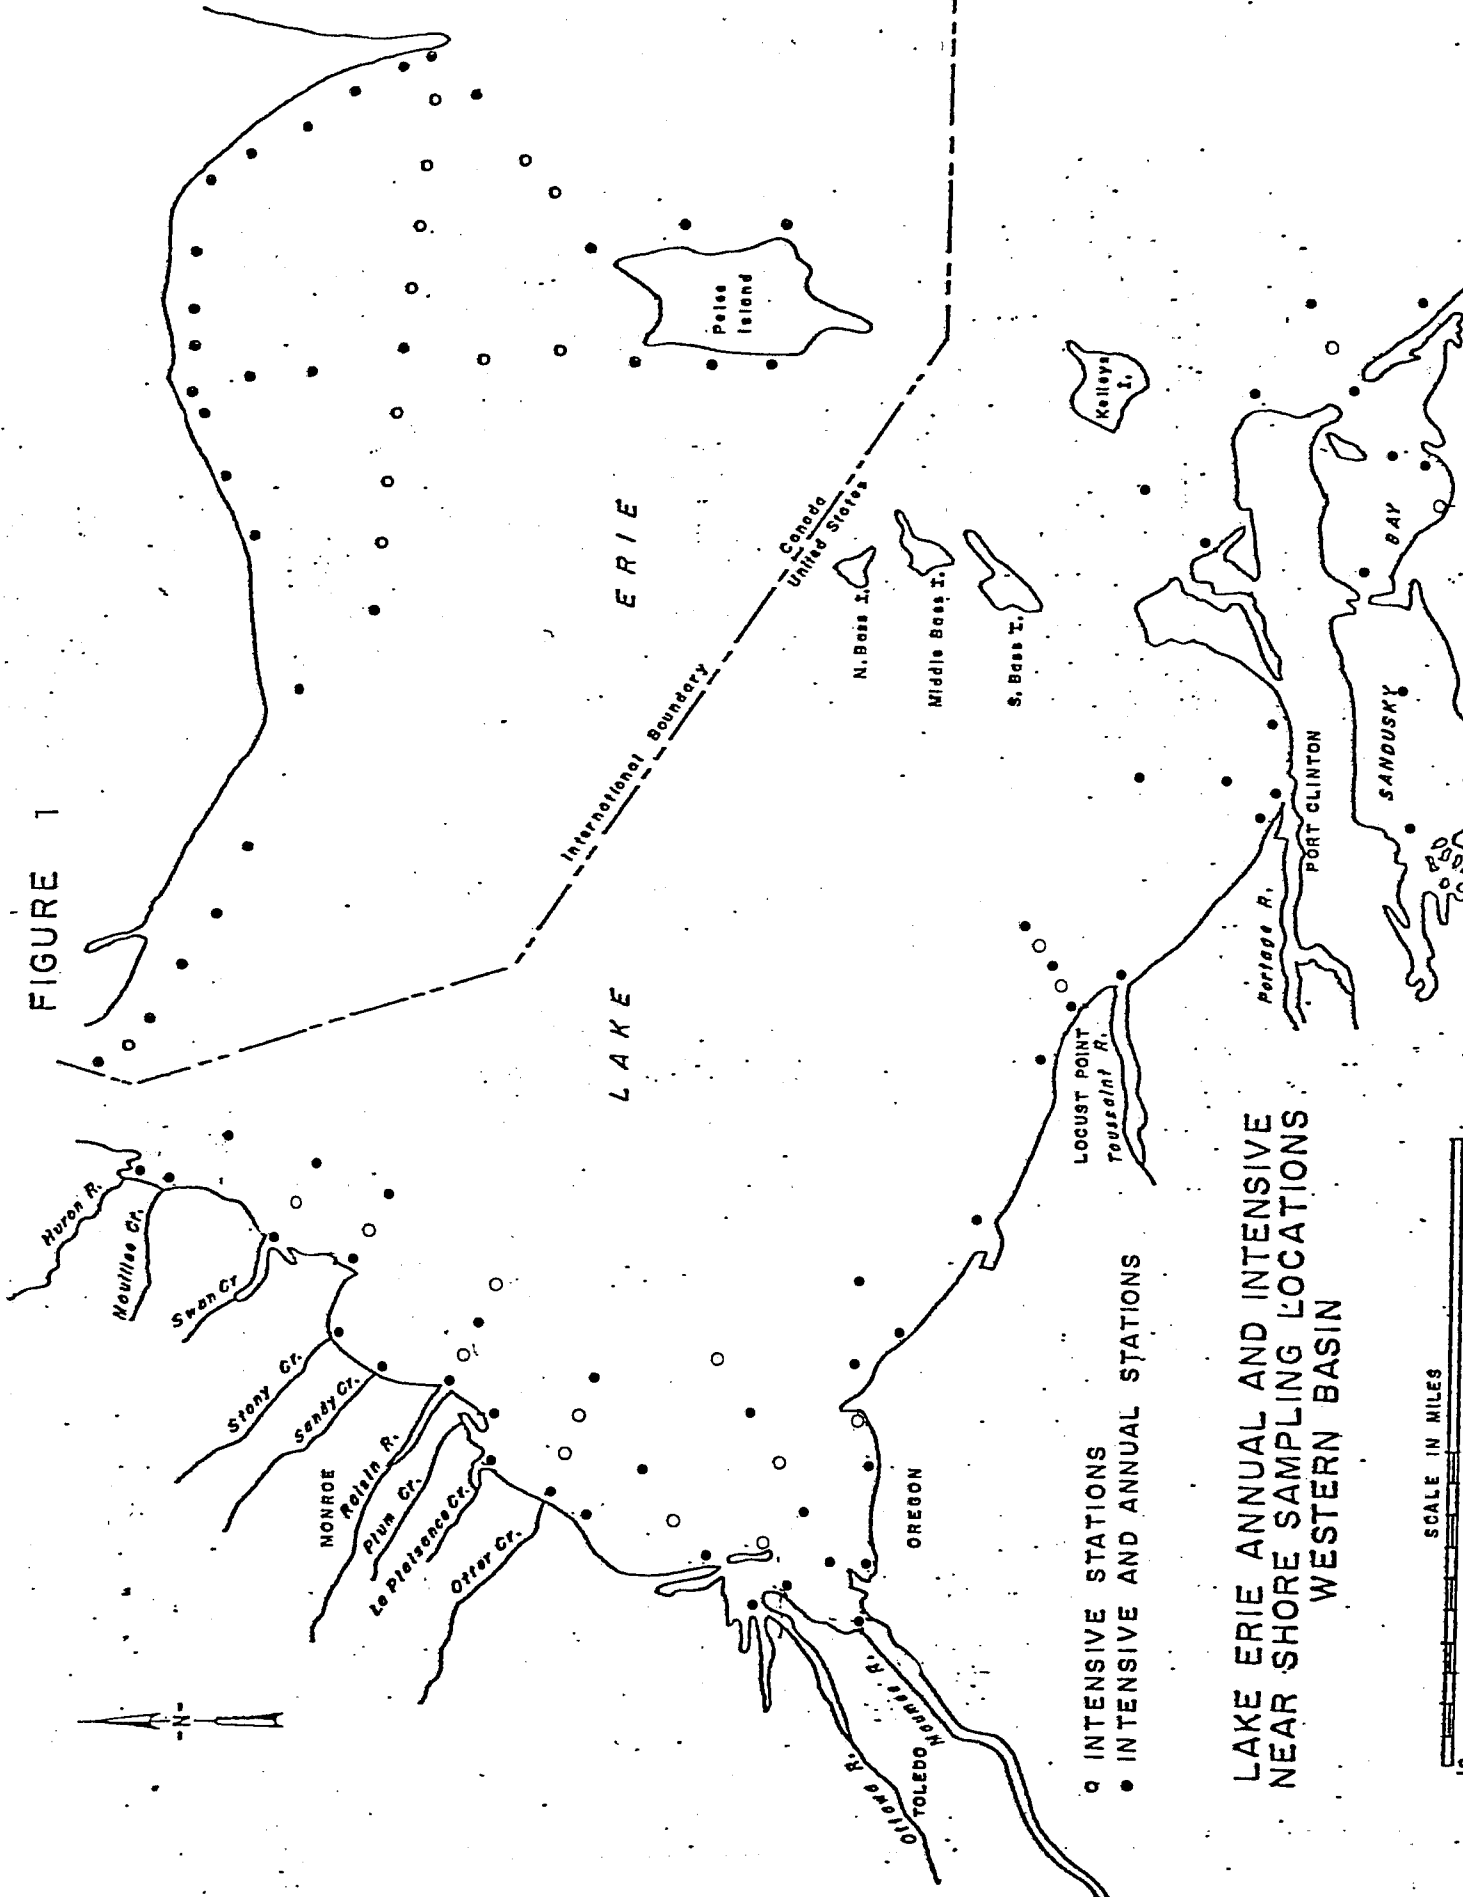 FIGURE 1
Huron R.
Mouillee Cr.
Swan Cr
Stony Cr.
Sandy Cr.
MONROE
Raisin R.
Plum Cr.
La Plaisance Cr.
Otter Cr.
-N-
LAKE ERIE
International Boundary
Canada
United States
Pelee
Island
N. Bass I.
Middle Bass I.
S. Bass I.
Kelleys
I.
LOCUST POINT
Toussaint R.
Portage R.
PORT CLINTON
SANDUSKY BAY
OREGON
Ottawa R.
TOLEDO
Maumee R.
INTENSIVE STATIONS
INTENSIVE AND ANNUAL STATIONS
LAKE ERIE ANNUAL AND INTENSIVE
NEAR SHORE SAMPLING LOCATIONS
WESTERN BASIN
SCALE IN MILES